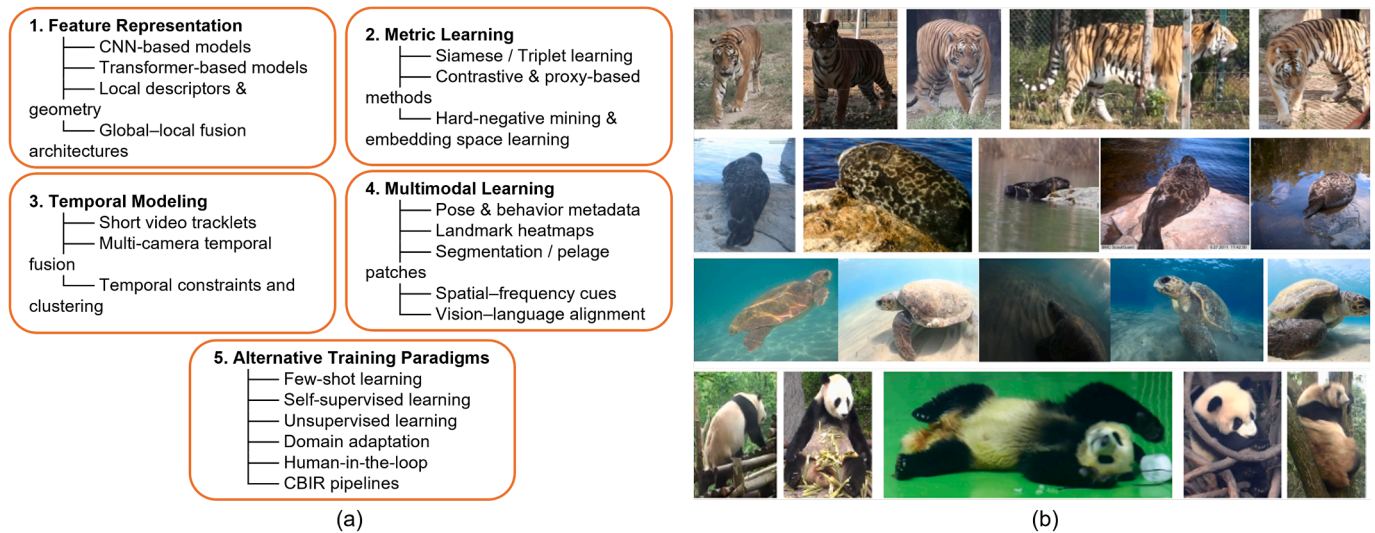 1. Feature Representation
CNN-based models
Transformer-based models
Local descriptors &
geometry
Global–local fusion
architectures
2. Metric Learning
Siamese / Triplet learning
Contrastive & proxy-based
methods
Hard-negative mining &
embedding space learning
3. Temporal Modeling
Short video tracklets
Multi-camera temporal
fusion
Temporal constraints and
clustering
4. Multimodal Learning
Pose & behavior metadata
Landmark heatmaps
Segmentation / pelage
patches
Spatial–frequency cues
Vision–language alignment
5. Alternative Training Paradigms
Few-shot learning
Self-supervised learning
Unsupervised learning
Domain adaptation
Human-in-the-loop
CBIR pipelines
(a)
(b)